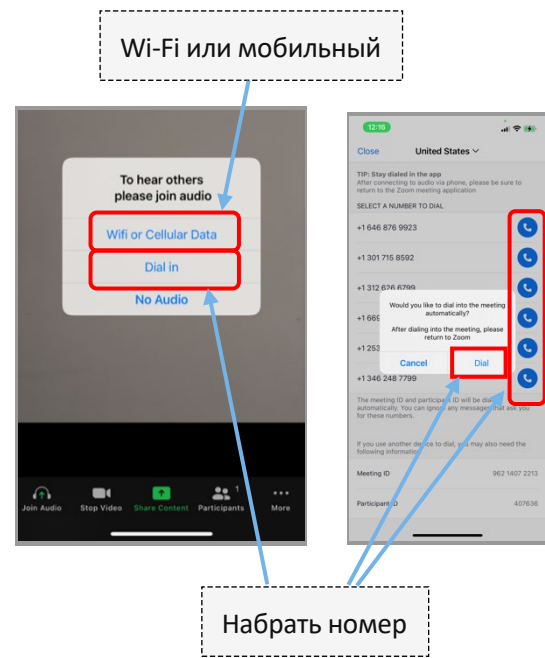 Wi-Fi или мобильный
To hear others
please join audio
Wifi or Cellular Data
Dial in
No Audio
Join Audio
Stop Video
Share Content
1
Participants
More
12:16
Close
United States
TIP: Stay dialed in the app
After connecting to audio via phone, please be sure to
return to the Zoom meeting application
SELECT A NUMBER TO DIAL
+1 646 876 9923
+1 301 715 8592
+1 312 626 6799
+1 669
+1 253
+1 346 248 7799
Would you like to dial into the meeting
automatically?
After dialing into the meeting, please
return to Zoom
Cancel
Dial
The meeting ID and participant ID will be dialed
automatically. You can ignore any messages that ask you
for these numbers.
If you use another device to dial, you may also need the
following information
Meeting ID
962 1407 2213
Participant ID
407636
Набрать номер